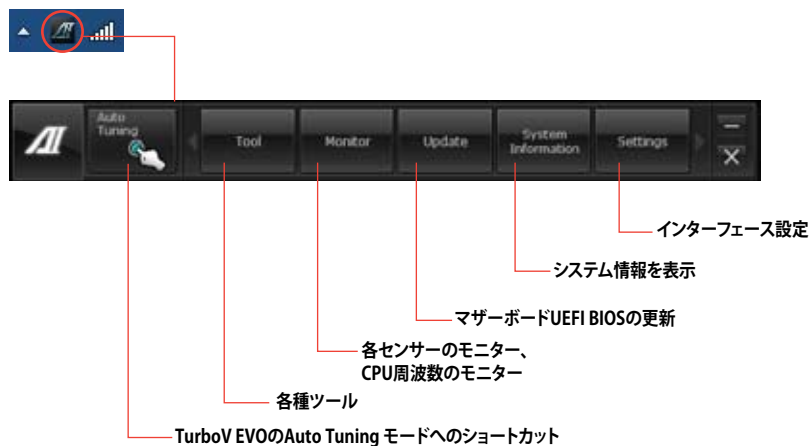 Auto
Tuning
Tool
Monitor
Update
System
Information
Settings
インターフェース設定
システム情報を表示
マザーボードUEFI BIOSの更新
各センサーのモニター、
CPU周波数のモニター
各種ツール
TurboV EVOのAuto Tuning モードへのショートカット